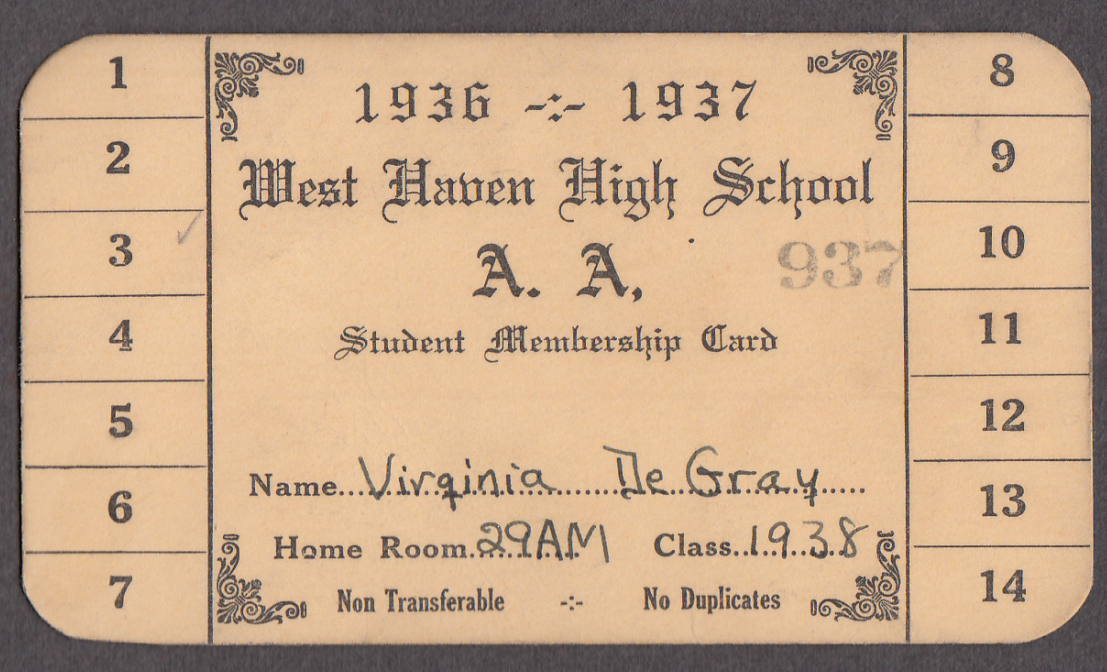 1
2
3
4
5
6
7
1936 -:- 1937
West Haven High School
A. A,
937
Student Membership Card
Name...Virginia De Gray
Home Room.29AM Class..1938
Non Transferable -:- No Duplicates
8
9
10
11
12
13
14